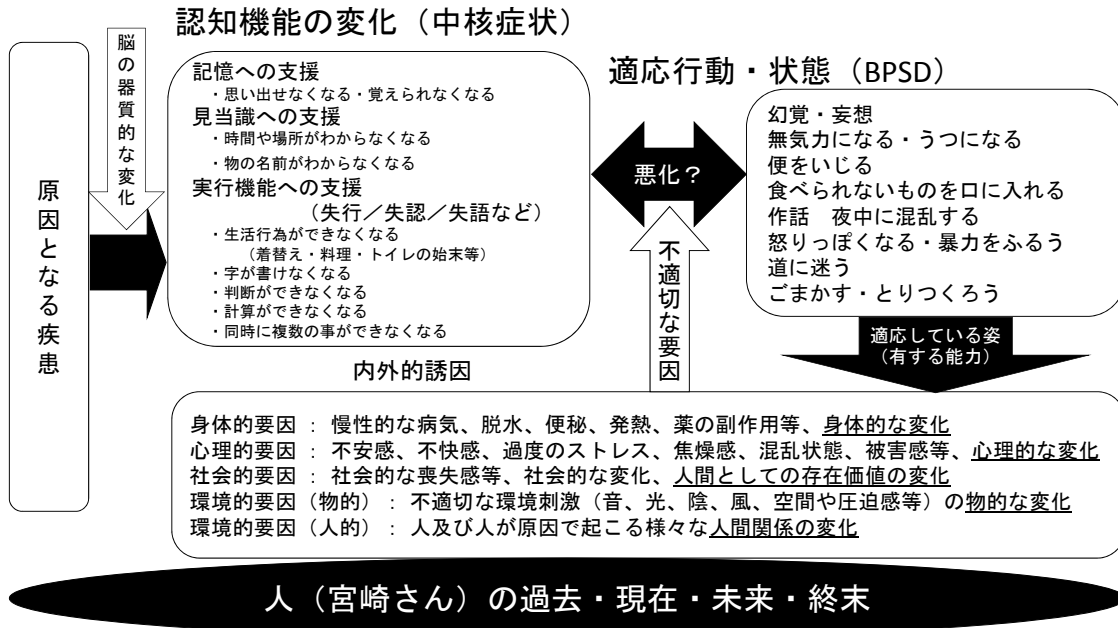 認知機能の変化（中核症状）
脳の器質的な変化
原因となる疾患
記憶への支援
・思い出せなくなる・覚えられなくなる
見当識への支援
・時間や場所がわからなくなる
・物の名前がわからなくなる
実行機能への支援
（失行／失認／失語など）
・生活行為ができなくなる
（着替え・料理・トイレの始末等）
・字が書けなくなる
・判断ができなくなる
・計算ができなくなる
・同時に複数の事ができなくなる
適応行動・状態（BPSD）
悪化？
幻覚・妄想
無気力になる・うつになる
便をいじる
食べられないものを口に入れる
作話　夜中に混乱する
怒りっぽくなる・暴力をふるう
道に迷う
ごまかす・とりつくろう
不適切な要因
適応している姿
（有する能力）
内外的誘因
身体的要因 ： 慢性的な病気、脱水、便秘、発熱、薬の副作用等、身体的な変化
心理的要因 ： 不安感、不快感、過度のストレス、焦燥感、混乱状態、被害感等、心理的な変化
社会的要因 ： 社会的な喪失感等、社会的な変化、人間としての存在価値の変化
環境的要因（物的） ： 不適切な環境刺激（音、光、陰、風、空間や圧迫感等）の物的な変化
環境的要因（人的） ： 人及び人が原因で起こる様々な人間関係の変化
人（宮崎さん）の過去・現在・未来・終末